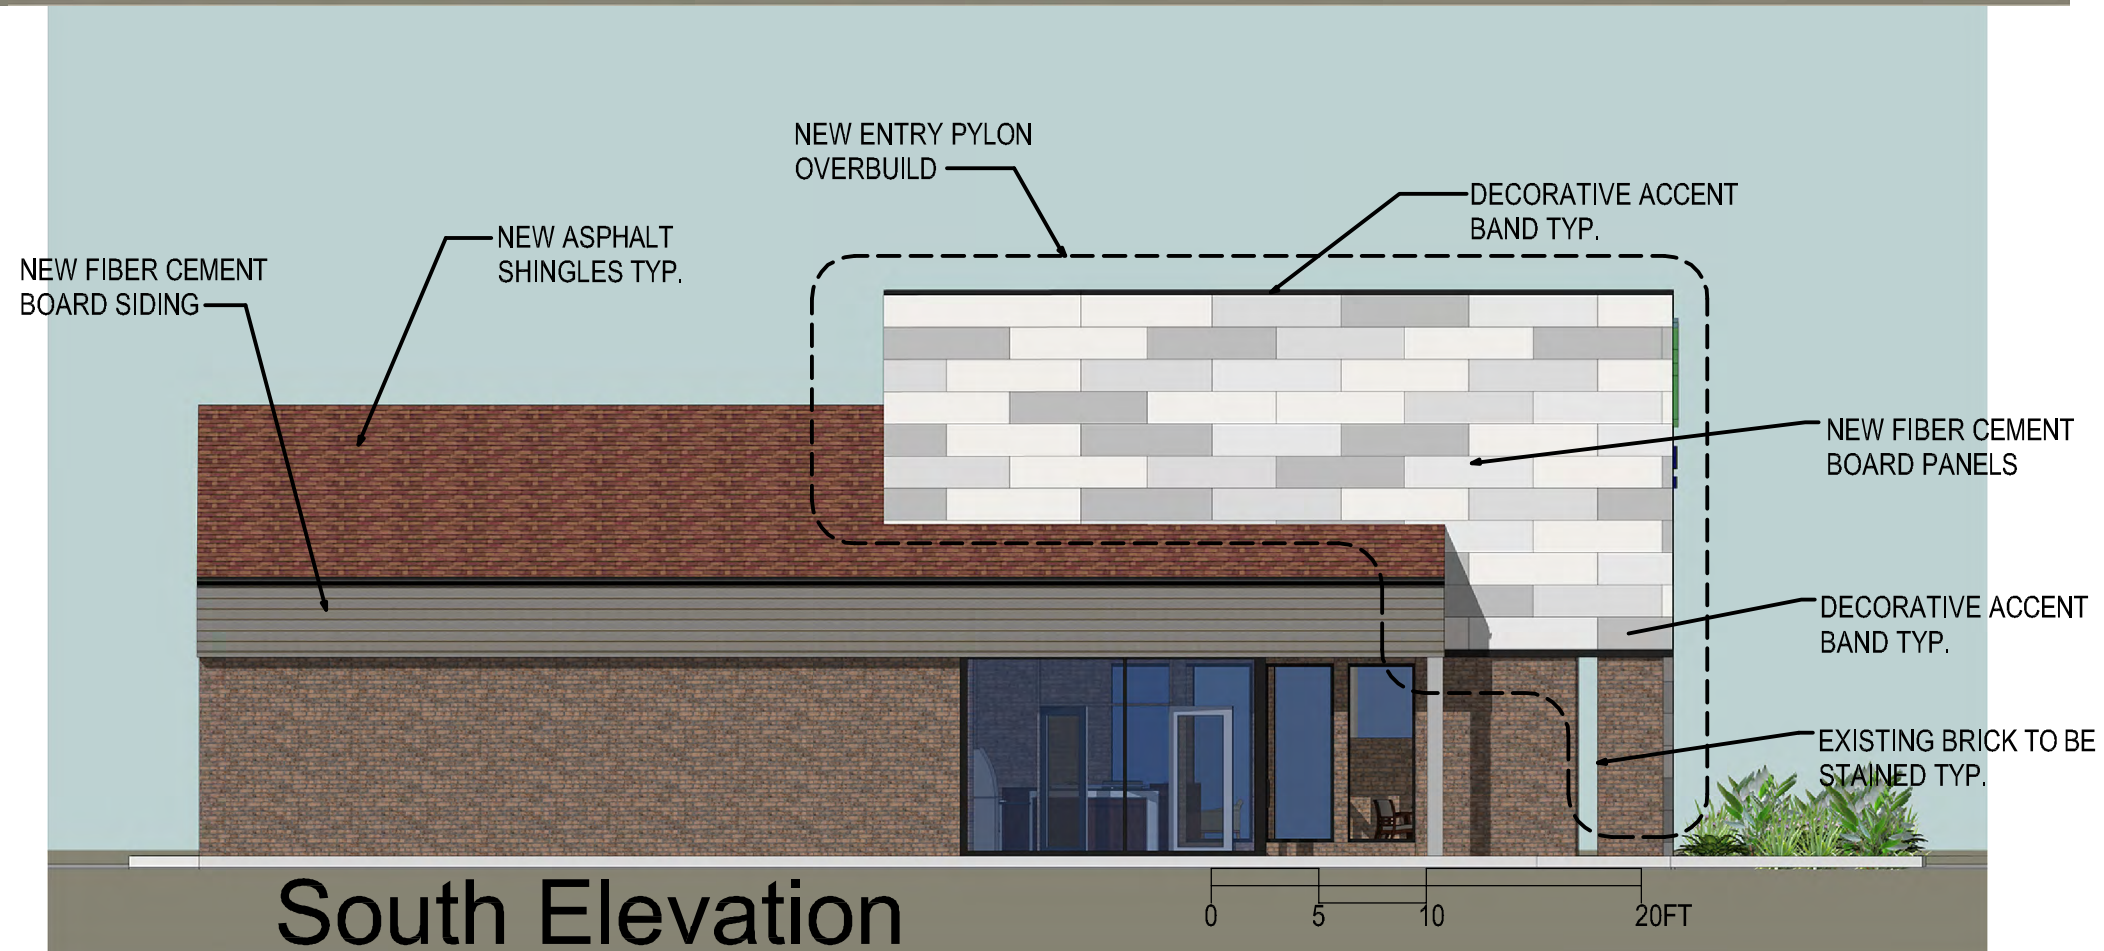 NEW ENTRY PYLON
OVERBUILD
DECORATIVE ACCENT
BAND TYP.
NEW ASPHALT
SHINGLES TYP.
NEW FIBER CEMENT
BOARD SIDING
NEW FIBER CEMENT
BOARD PANELS
DECORATIVE ACCENT
BAND TYP.
EXISTING BRICK TO BE
STAINED TYP.
South Elevation
0 5 10 20FT